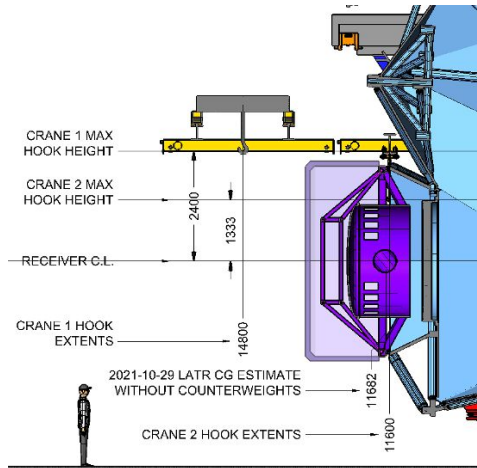 CRANE 1 MAX
HOOK HEIGHT
CRANE 2 MAX
HOOK HEIGHT
2400
1333
RECEIVER C.L.
CRANE 1 HOOK
EXTENTS
14800
2021-10-29 LATR CG ESTIMATE
WITHOUT COUNTERWEIGHTS
11682
CRANE 2 HOOK EXTENTS
11600